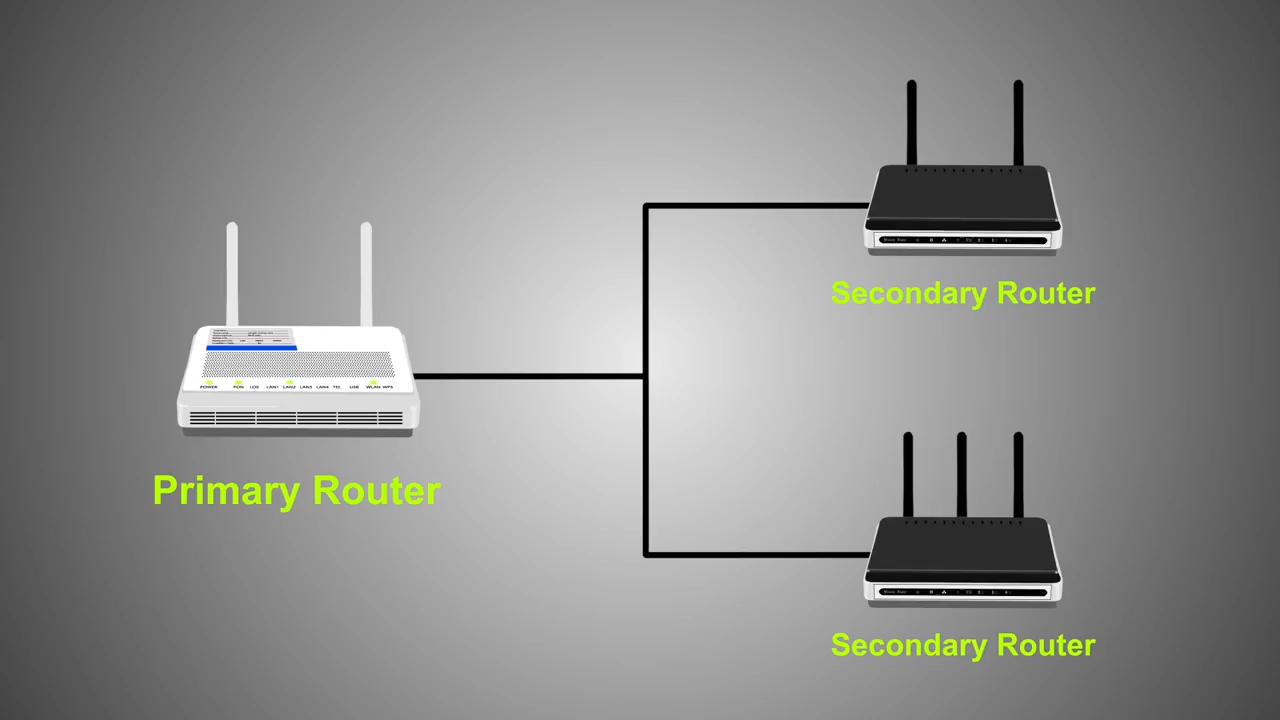 Primary Router
POWER PON LOS LAN1 LAN2 LAN3 LAN4 TEL USB WLAN WPS
Secondary Router
Secondary Router